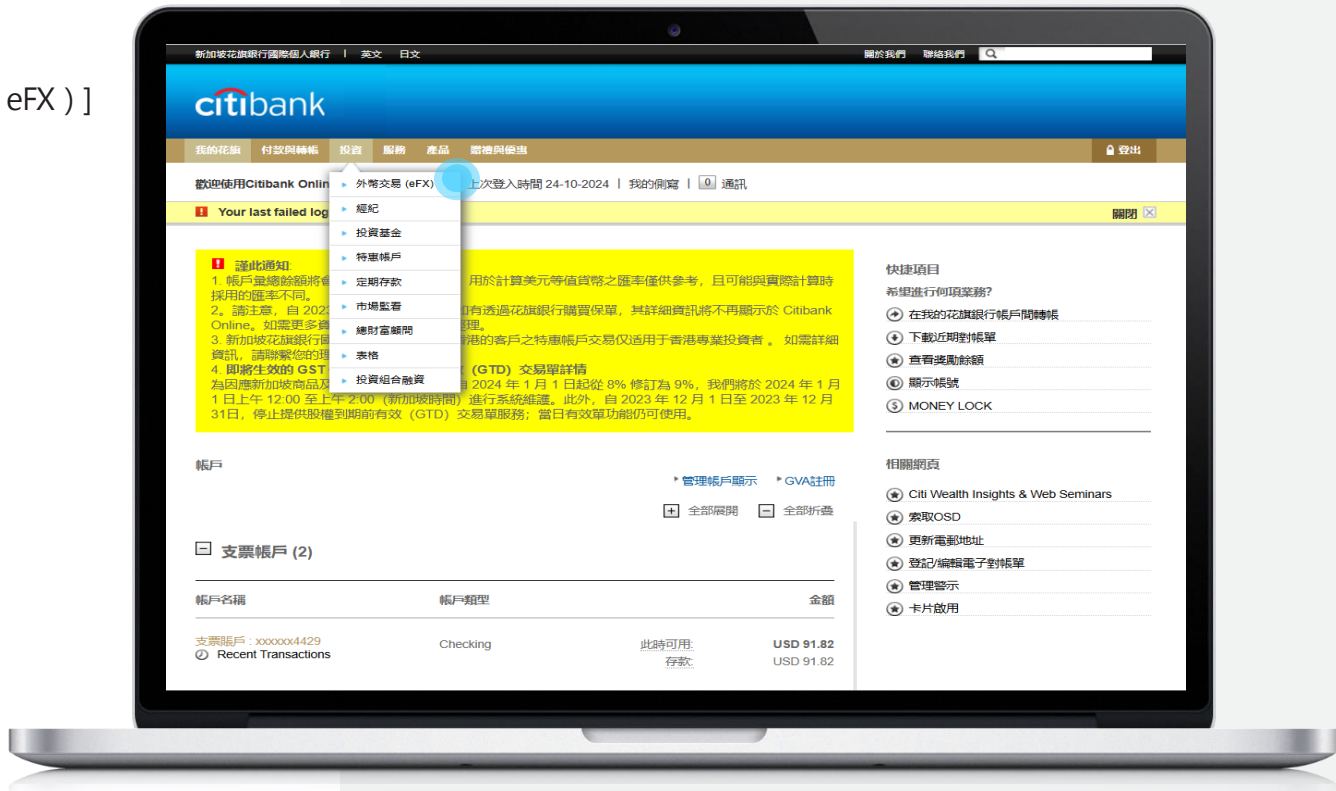 eFX ) ]
新加坡花旗銀行國際個人銀行 | 英文 日文
關於我們 聯絡我們
citibank
我的花旗 付款與轉帳 投資 服務 產品 贈禮與優惠
登出
歡迎使用Citibank Onlin 上次登入時間 24-10-2024 | 我的側寫 | 0 通訊
Your last failed log
關閉
外幣交易 (eFX)
經紀
投資基金
特惠帳戶
定期存款
市場監看
總財富顧問
表格
投資組合融資
謹此通知:
1. 帳戶量總餘額將會 用於計算美元等值貨幣之匯率僅供參考，且可能與實際計算時
採用的匯率不同。
2。請注意，自 2023 如有透過花旗銀行購買保單，其詳細資訊將不再顯示於 Citibank
Online。如需更多資 理。
3. 新加坡花旗銀行國 香港的客戶之特惠帳戶交易仅适用于香港專業投資者 。 如需詳細
資訊，請聯繫您的理
4. 即將生效的 GST (GTD) 交易單詳情
為因應新加坡商品及 自 2024 年 1 月 1 日起從 8% 修訂為 9%，我們將於 2024 年 1 月
1 日上午 12:00 至上午 2:00 （新加坡時間）進行系統維護。此外，自 2023 年 12 月 1 日至 2023 年 12 月
31日，停止提供股權到期前有效（GTD）交易單服務；當日有效單功能仍可使用。
快捷項目
希望進行何項業務?
在我的花旗銀行帳戶間轉帳
下載近期對帳單
查看獎勵餘額
顯示帳號
MONEY LOCK
帳戶
管理帳戶顯示 GVA註冊
全部展開 全部折疊
支票帳戶 (2)
帳戶名稱 帳戶類型 金額
支票賬戶 : xxxxxx4429 Checking 此時可用: USD 91.82
Recent Transactions 存款: USD 91.82
相關網頁
Citi Wealth Insights & Web Seminars
索取OSD
更新電郵地址
登記/編輯電子對帳單
管理警示
卡片啟用